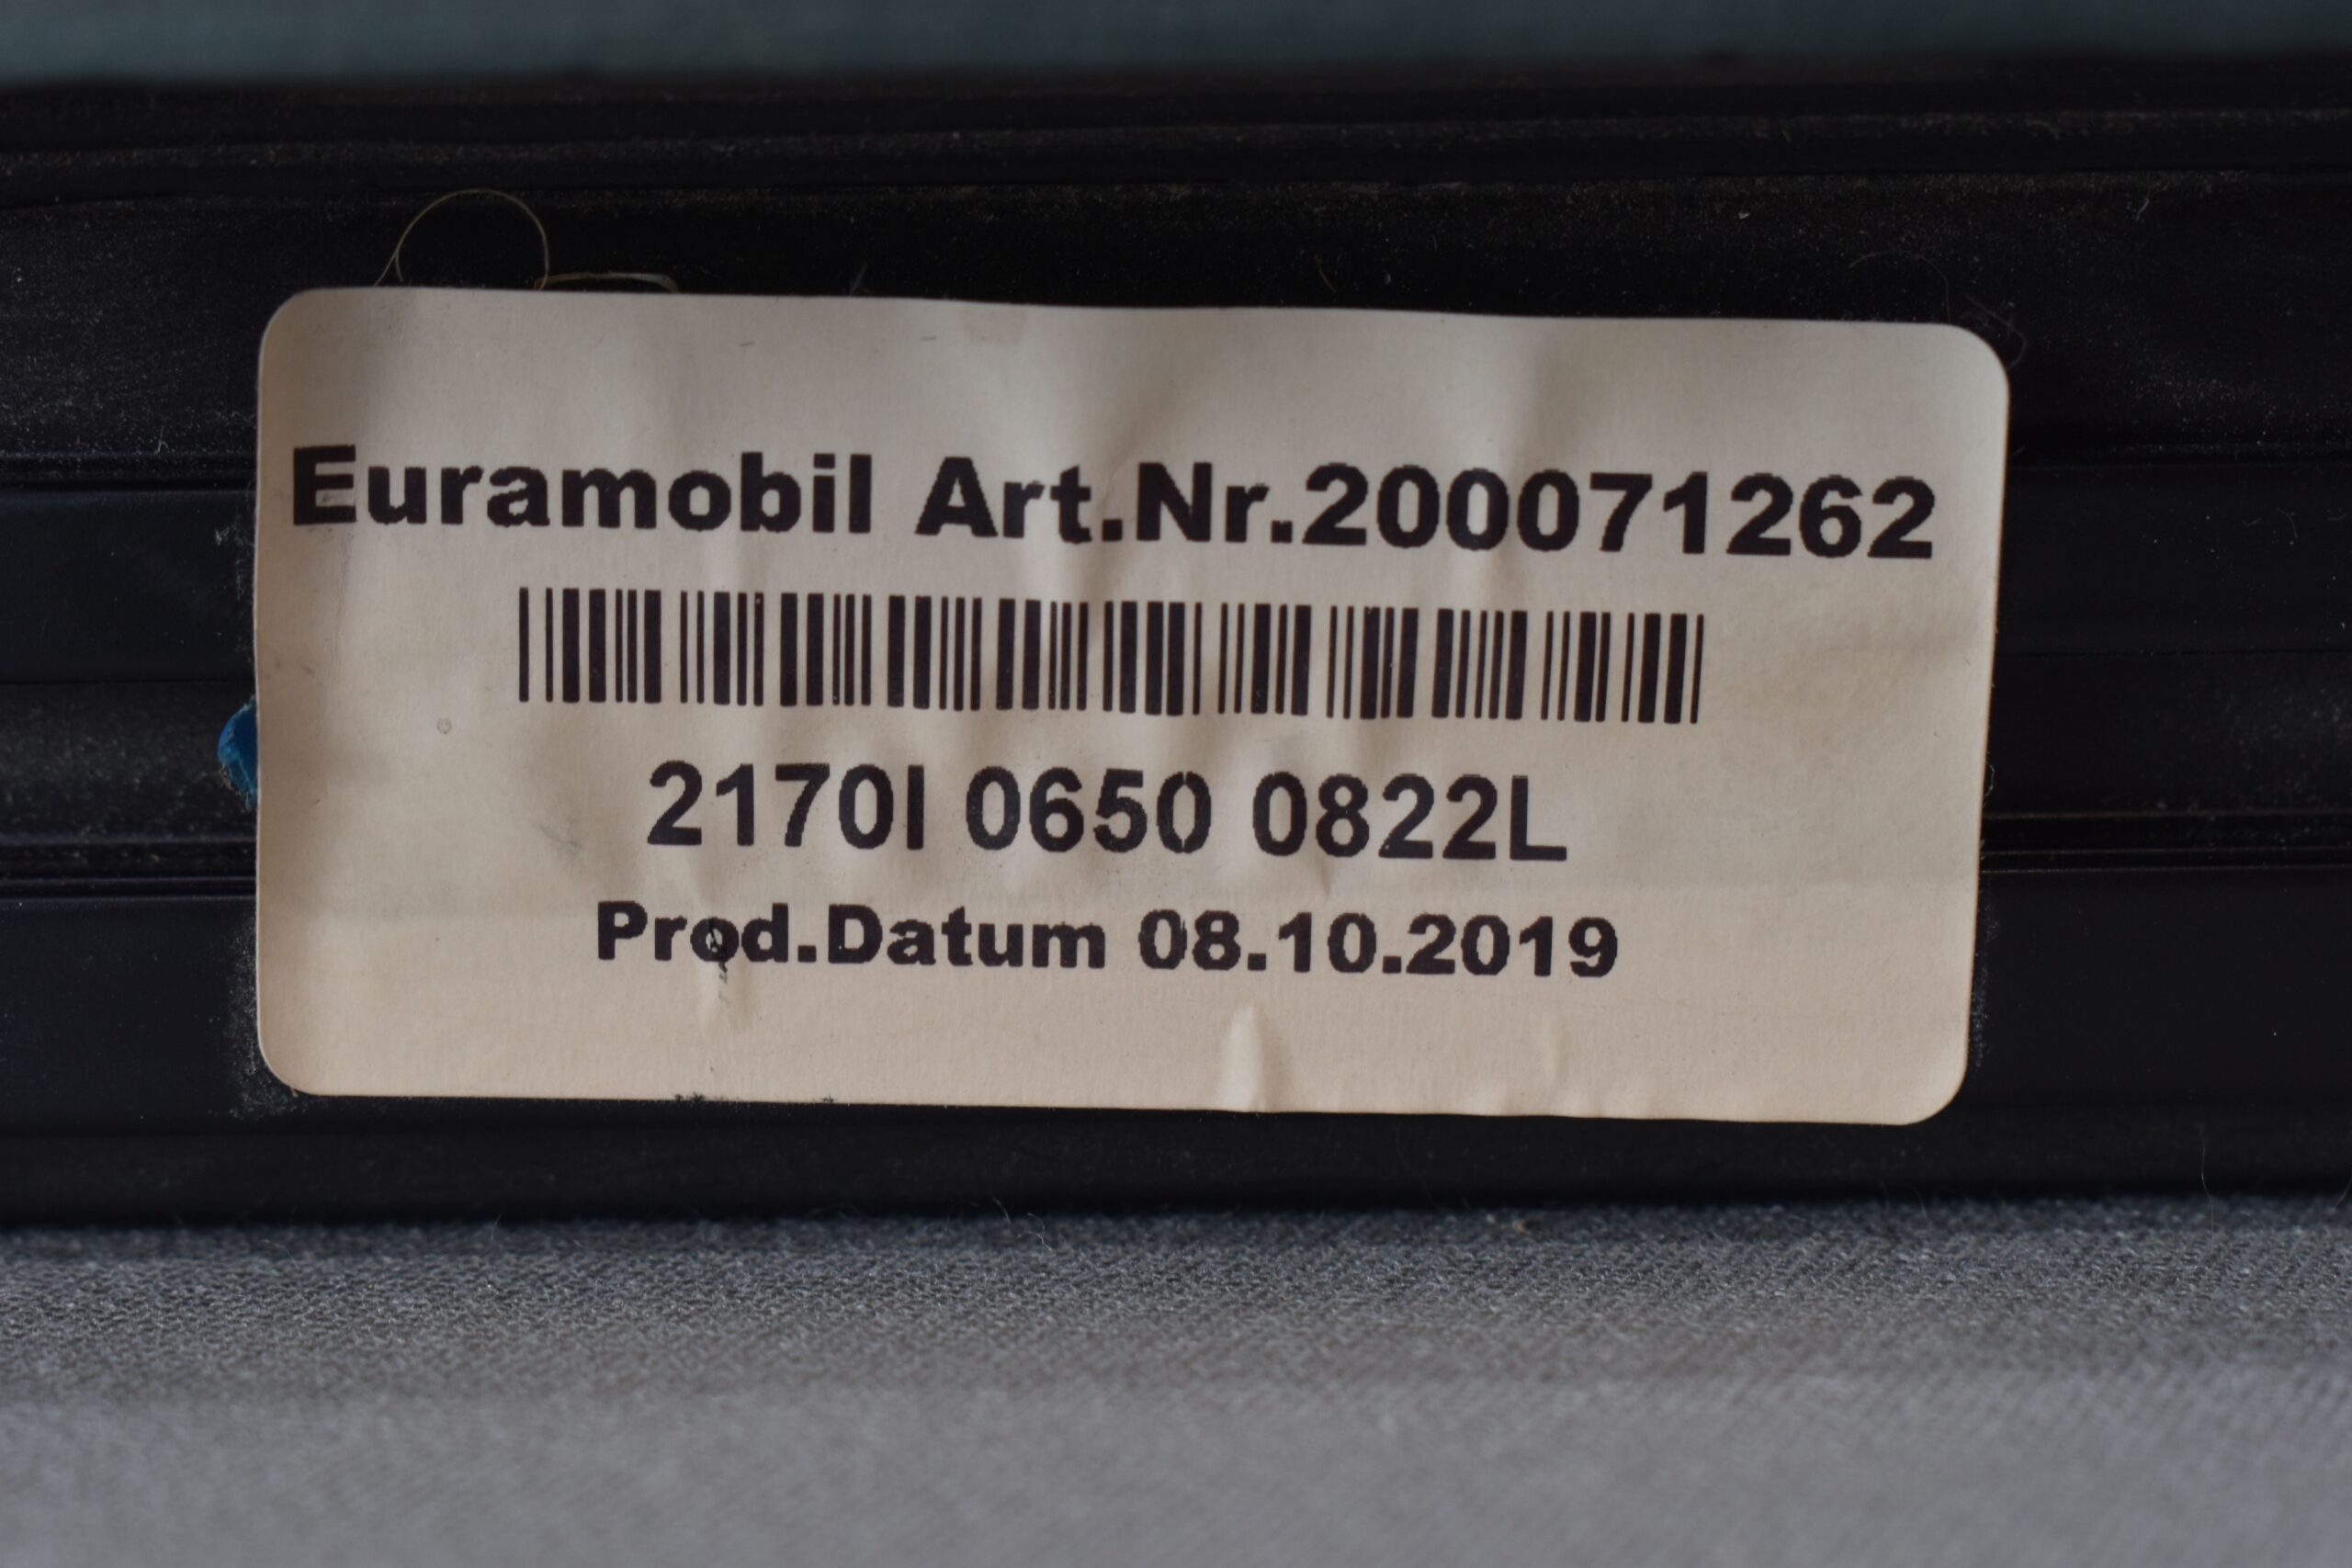 Euramobil Art.Nr.200071262
2170I 0650 0822L
Prod.Datum 08.10.2019